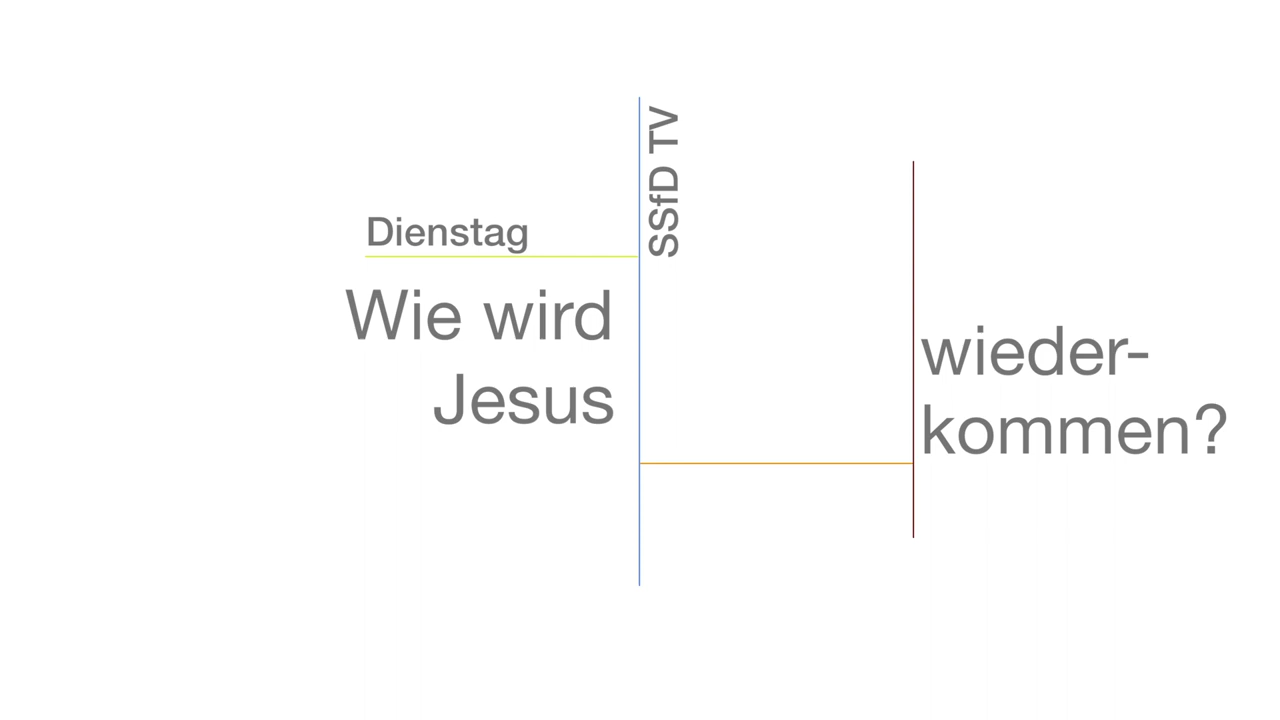 SSfD TV
Dienstag
Wie wird
Jesus
wieder-
kommen?